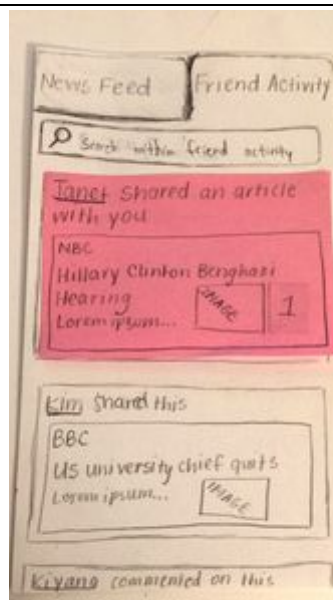 News Feed
Friend Activity
Search within friend activity
Janet shared an article
with you
NBC
Hillary Clinton Benghazi
Hearing
Lorem ipsum...
IMAGE
1
Kim shared this
BBC
US university chief quits
Lorem ipsum...
IMAGE
Kiyang commented on this